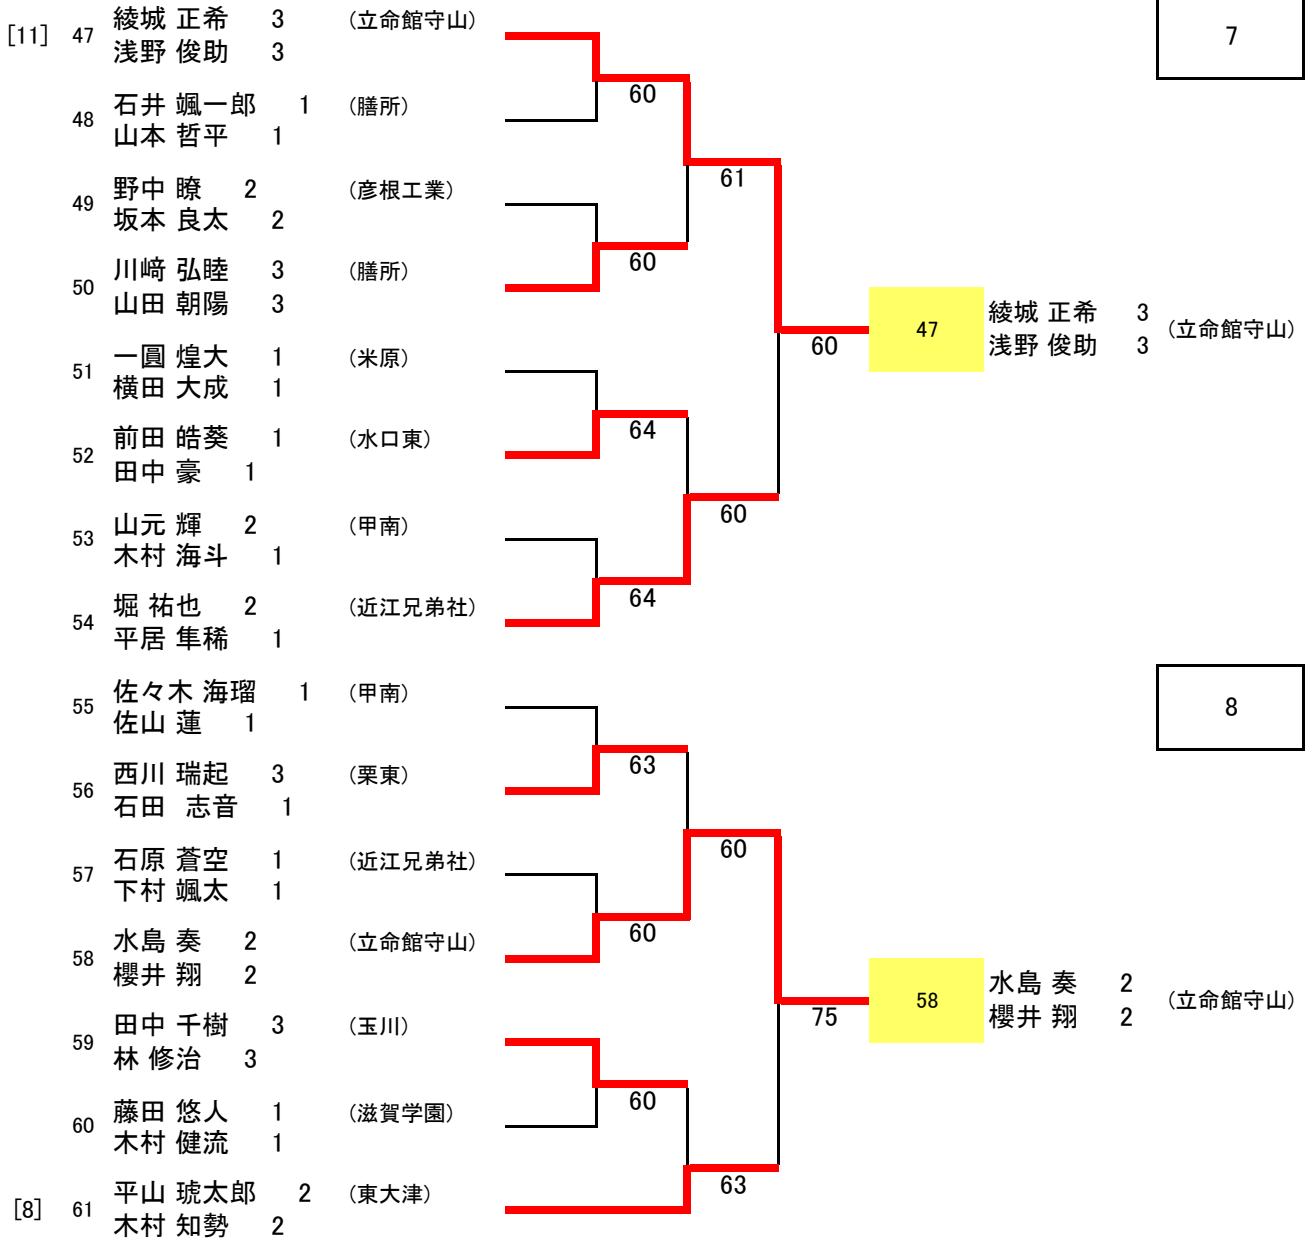 7
[11] 47 綾城 正希 3 (立命館守山)
浅野 俊助 3
60
48 石井 颯一郎 1 (膳所)
山本 哲平 1
61
49 野中 瞭 2 (彦根工業)
坂本 良太 2
60
50 川﨑 弘睦 3 (膳所)
山田 朝陽 3
60
47 綾城 正希 3 (立命館守山)
浅野 俊助 3
51 一圓 煌大 1 (米原)
横田 大成 1
64
52 前田 皓葵 1 (水口東)
田中 豪 1
60
53 山元 輝 2 (甲南)
木村 海斗 1
64
54 堀 祐也 2 (近江兄弟社)
平居 隼稀 1
8
55 佐々木 海瑠 1 (甲南)
佐山 蓮 1
63
56 西川 瑞起 3 (栗東)
石田 志音 1
60
57 石原 蒼空 1 (近江兄弟社)
下村 颯太 1
60
58 水島 奏 2 (立命館守山)
櫻井 翔 2
75
58 水島 奏 2 (立命館守山)
櫻井 翔 2
59 田中 千樹 3 (玉川)
林 修治 3
60
60 藤田 悠人 1 (滋賀学園)
木村 健流 1
63
[8] 61 平山 琥太郎 2 (東大津)
木村 知勢 2